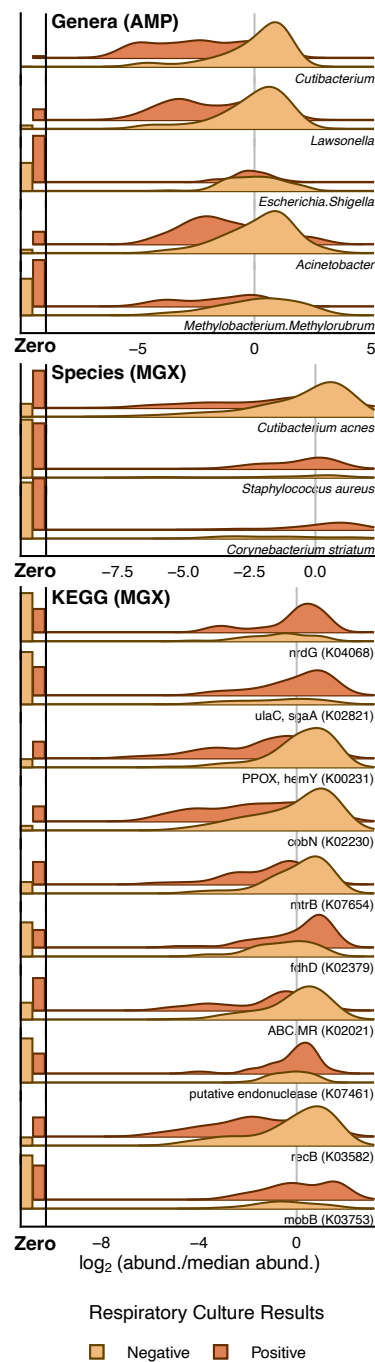 Genera (AMP)
Cutibacterium
Lawsonella
Escherichia.Shigella
Acinetobacter
Methylobacterium.Methylorubrum
Zero −5 0 5
Species (MGX)
Cutibacterium acnes
Staphylococcus aureus
Corynebacterium striatum
Zero −7.5 −5.0 −2.5 0.0
KEGG (MGX)
nrdG (K04068)
ulaC, sgaA (K02821)
PPOX, hemY (K00231)
cobN (K02230)
mtrB (K07654)
fdhD (K02379)
ABC.MR (K02021)
putative endonuclease (K07461)
recB (K03582)
mobB (K03753)
Zero −8 −4 0
log₂ (abund./median abund.)
Respiratory Culture Results
Negative Positive